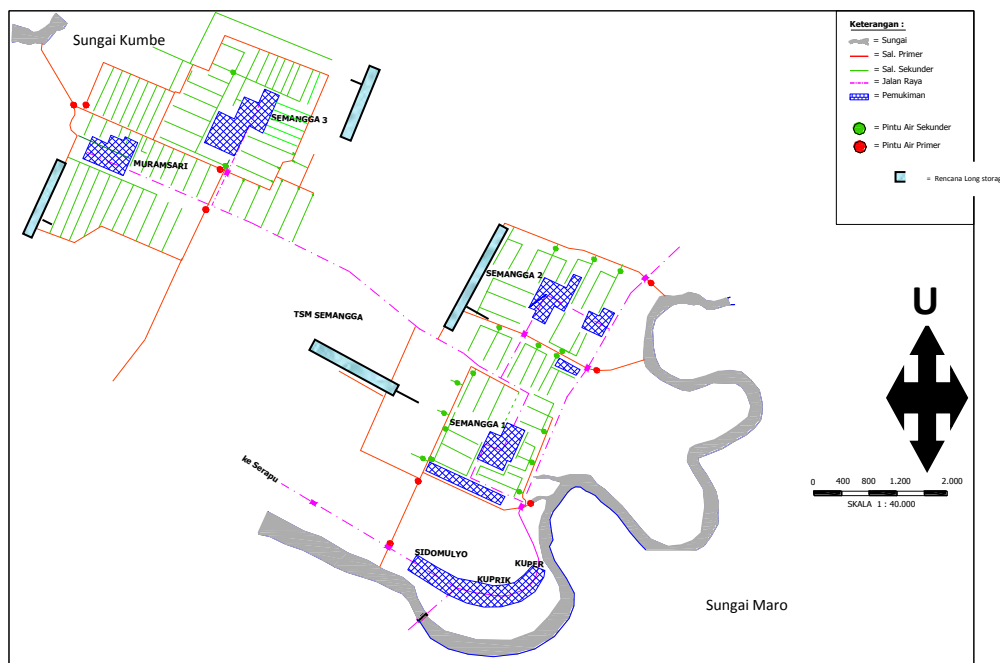 Sungai Kumbe
Keterangan :
= Sungai
= Sal. Primer
= Sal. Sekunder
= Jalan Raya
= Pemukiman
= Pintu Air Sekunder
= Pintu Air Primer
= Rencana Long storag
SEMANGGA 3
MURAMSARI
SEMANGGA 2
TSM SEMANGGA
U
SEMANGGA 1
ke Serapu
0 400 800 1.200 2.000
SKALA 1 : 40.000
SIDOMULYO
KUPER
KUPRIK
Sungai Maro